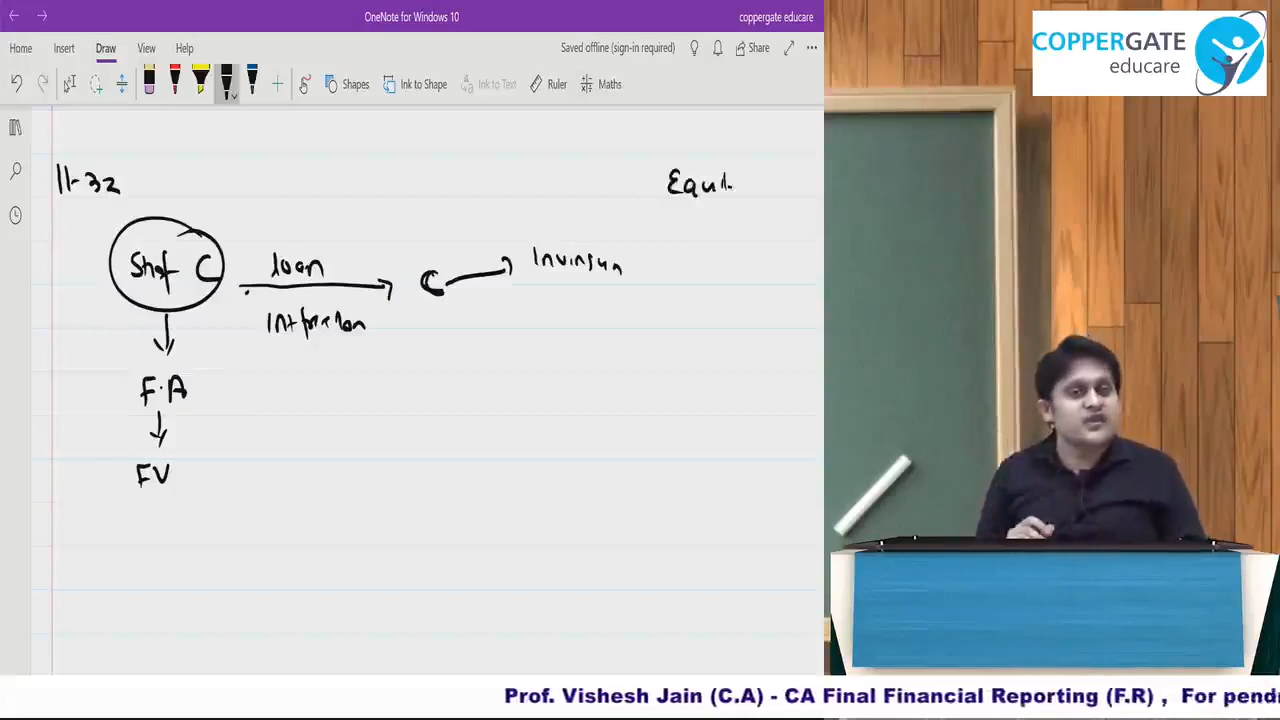 OneNote for Windows 10
coppergate educare
Home Insert Draw View Help
Saved offline (sign-in required)
Share
Shapes
Ink to Shape
Ink to Text
Ruler
Maths
COPPERGATE
educare
11-32
Equi
C
loan
C
F.A
FV
Prof. Vishesh Jain (C.A) - CA Final Financial Reporting (F.R) , For pend